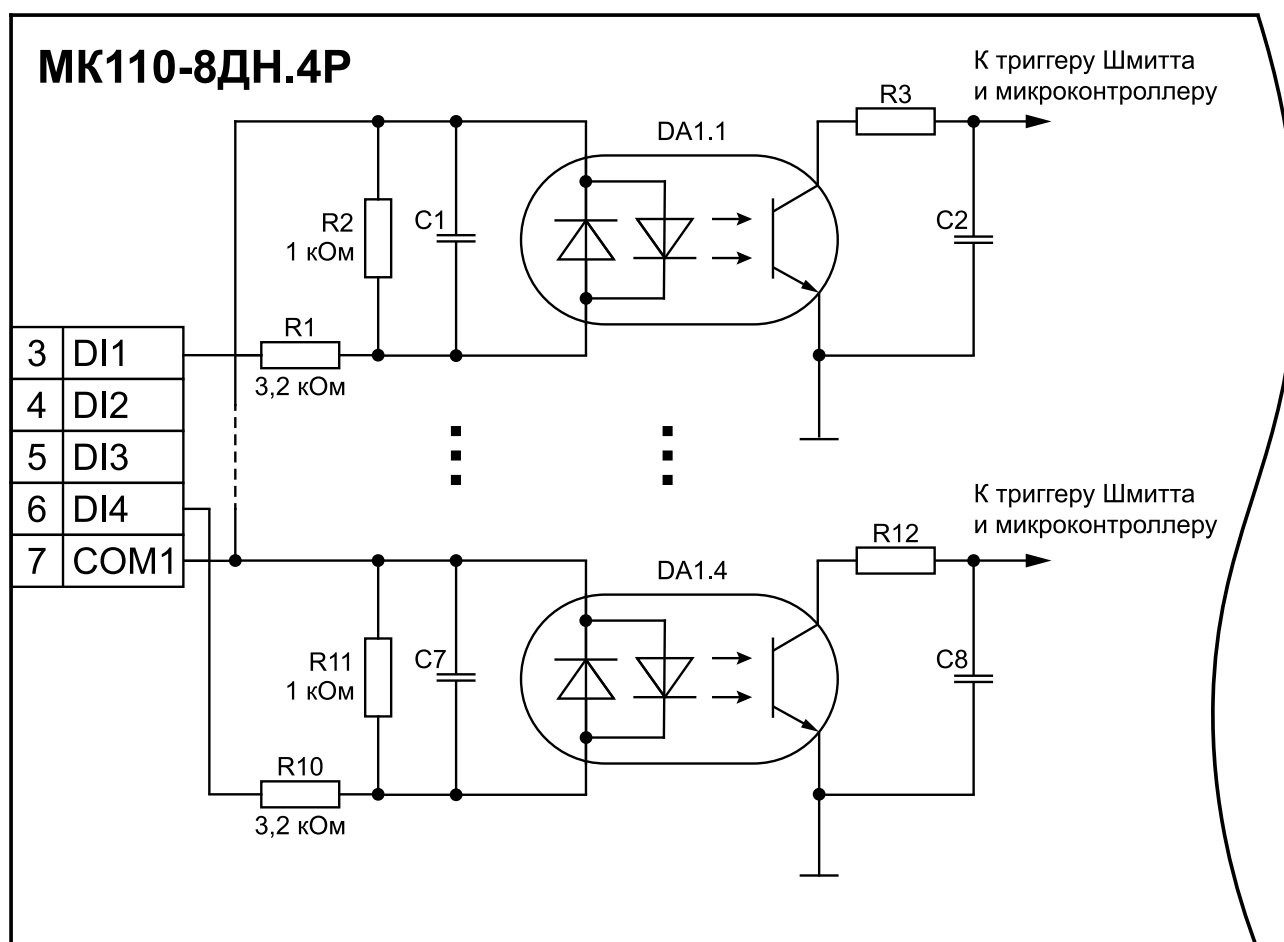 МК110-8ДН.4Р
К триггеру Шмитта
и микроконтроллеру
R3
DA1.1
R2
1 кОм
C1
C2
R1
3,2 кОм
3 DI1
4 DI2
5 DI3
6 DI4
7 COM1
К триггеру Шмитта
и микроконтроллеру
R12
DA1.4
R11
1 кОм
C7
C8
R10
3,2 кОм